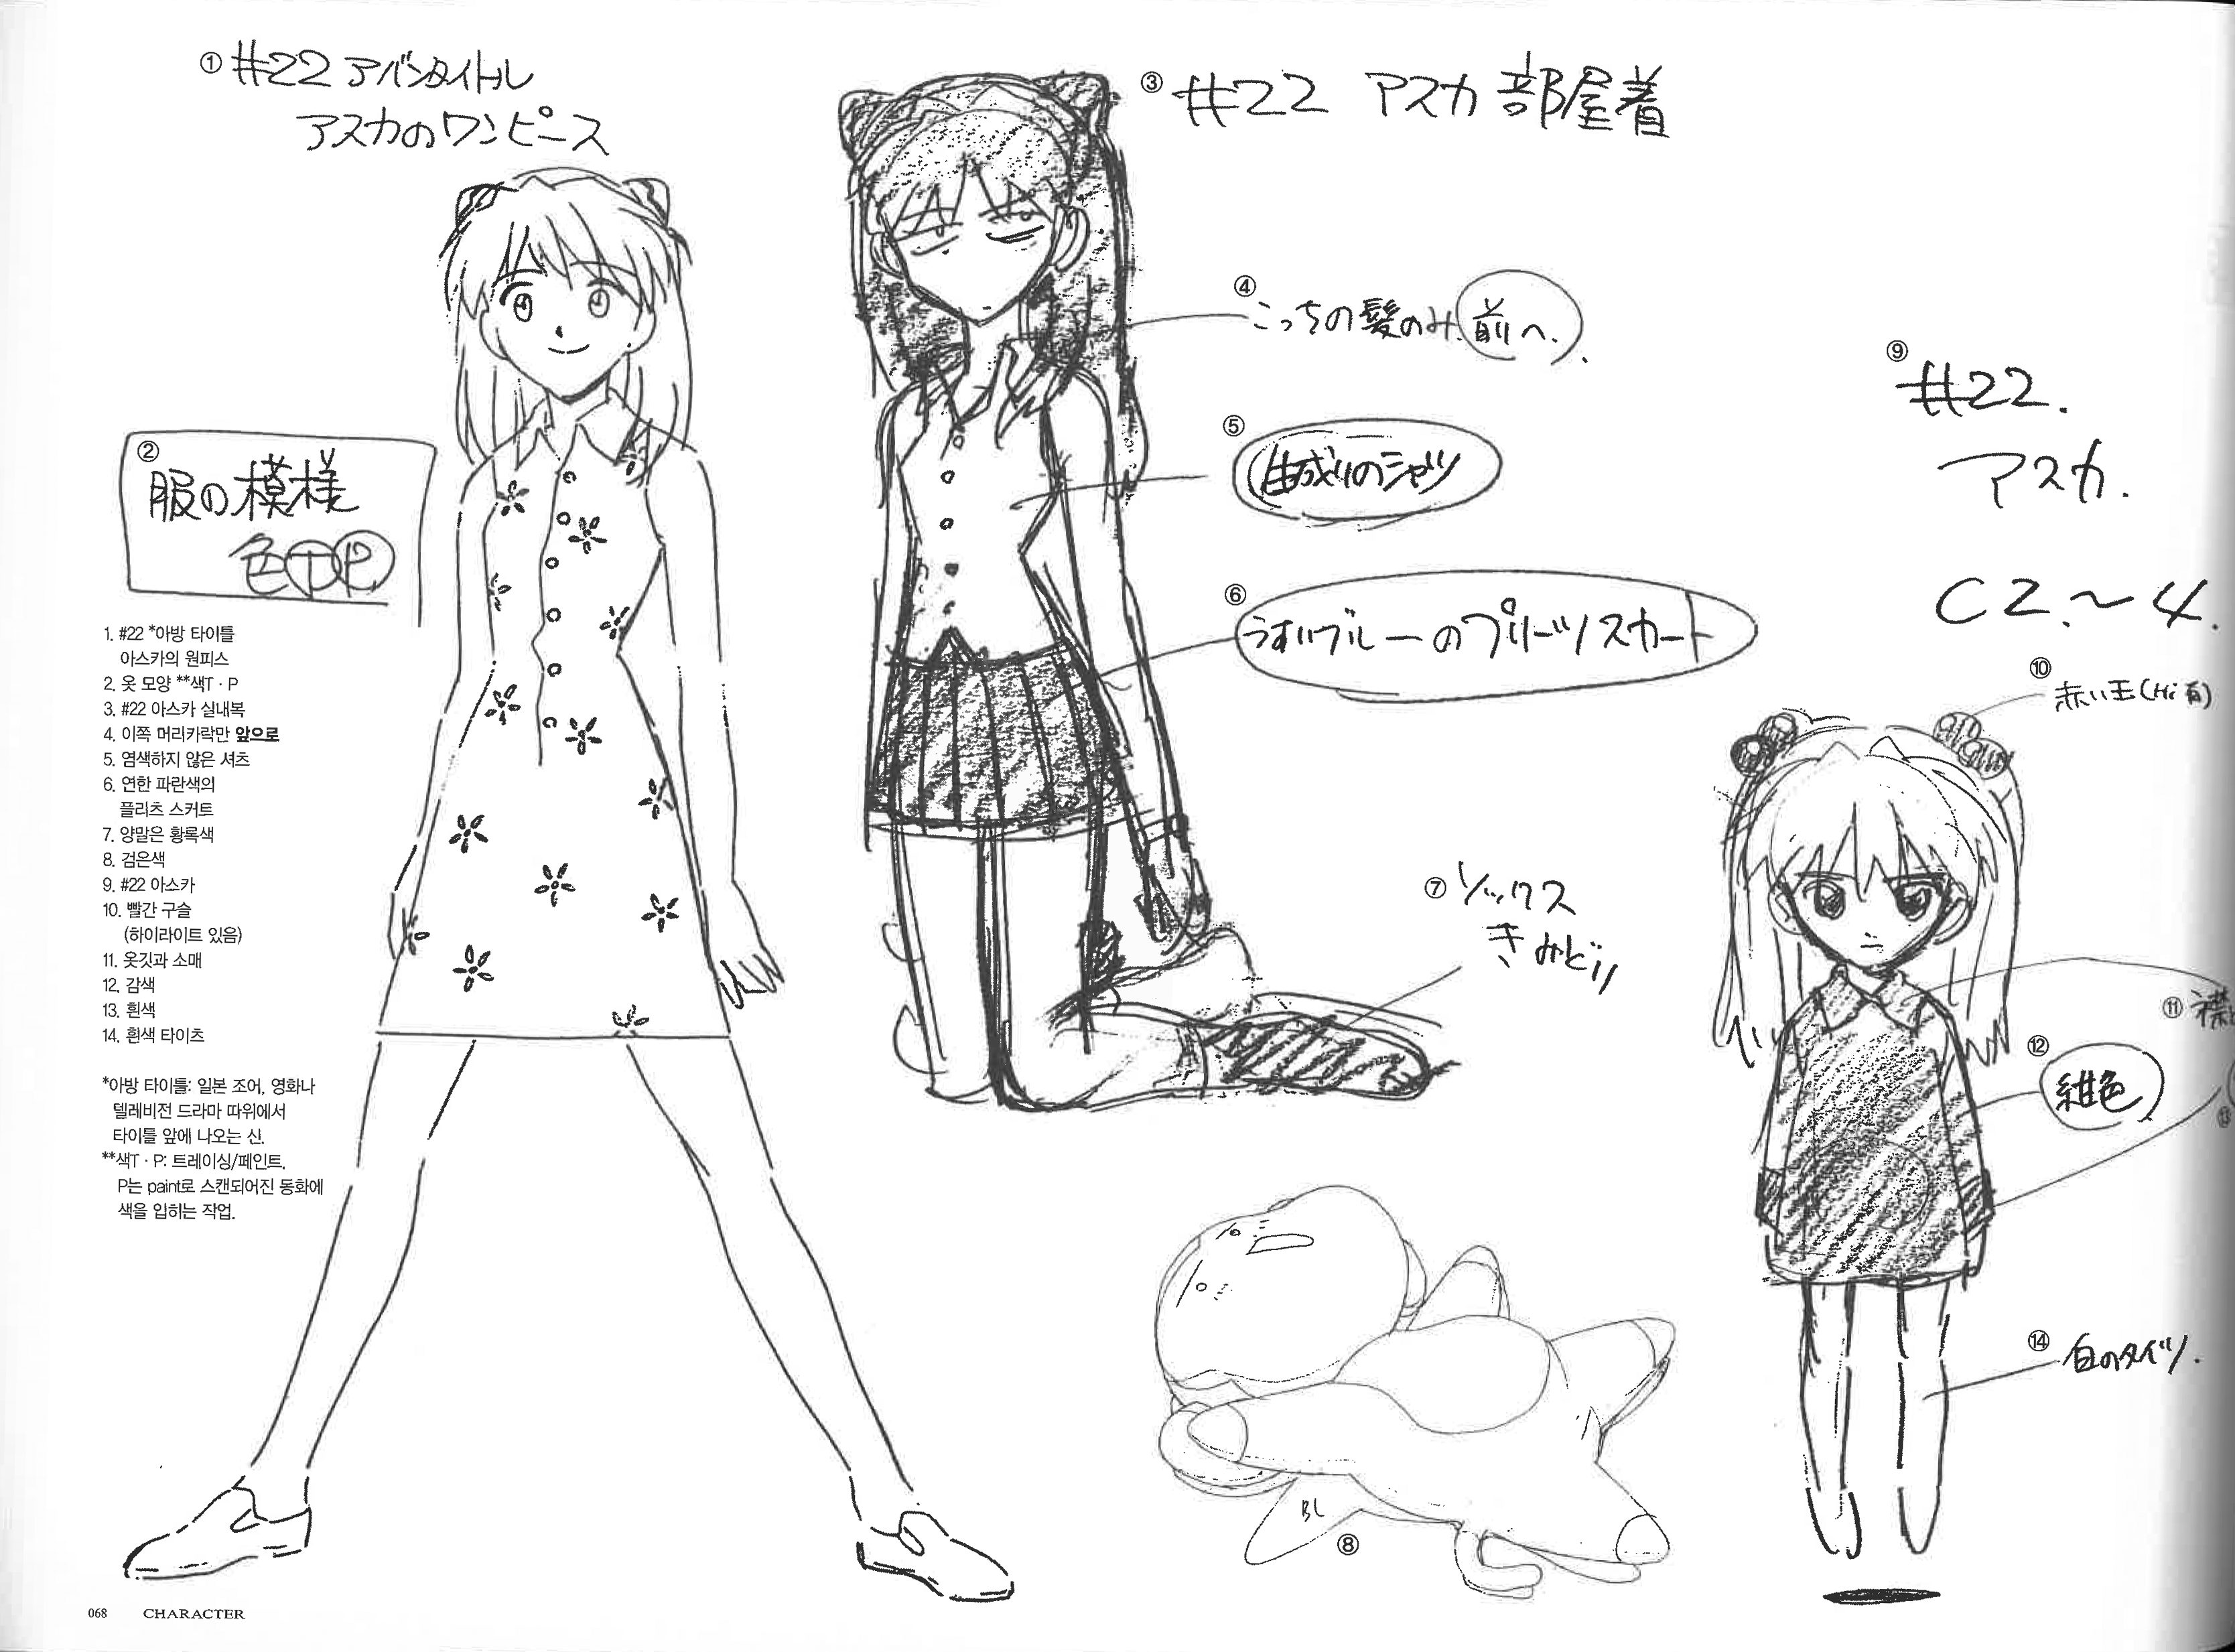 ① #22 アバンタイトル
アスカのワンピース
② 服の模様
色TP
③ #22 アスカ 部屋着
④ こっちの髪のみ前へ.
⑤ 生成りのシャツ
⑥ うすいブルーのプリーツスカート
⑦ ソックス
きみどり
BL
⑧
⑨ #22.
アスカ.
C2.～4.
⑩ 赤い玉(Hi有)
⑪ 襟と
⑫ 紺色
⑬
⑭ 白のタイツ.
1. #22 *아방 타이틀
아스카의 원피스
2. 옷 모양 **색T · P
3. #22 아스카 실내복
4. 이쪽 머리카락만 앞으로
5. 염색하지 않은 셔츠
6. 연한 파란색의
플리츠 스커트
7. 양말은 황록색
8. 검은색
9. #22 아스카
10. 빨간 구슬
(하이라이트 있음)
11. 옷깃과 소매
12. 감색
13. 흰색
14. 흰색 타이츠
*아방 타이틀: 일본 조어, 영화나
텔레비전 드라마 따위에서
타이틀 앞에 나오는 신.
**색T · P: 트레이싱/페인트.
P는 paint로 스캔되어진 동화에
색을 입히는 작업.
068 CHARACTER